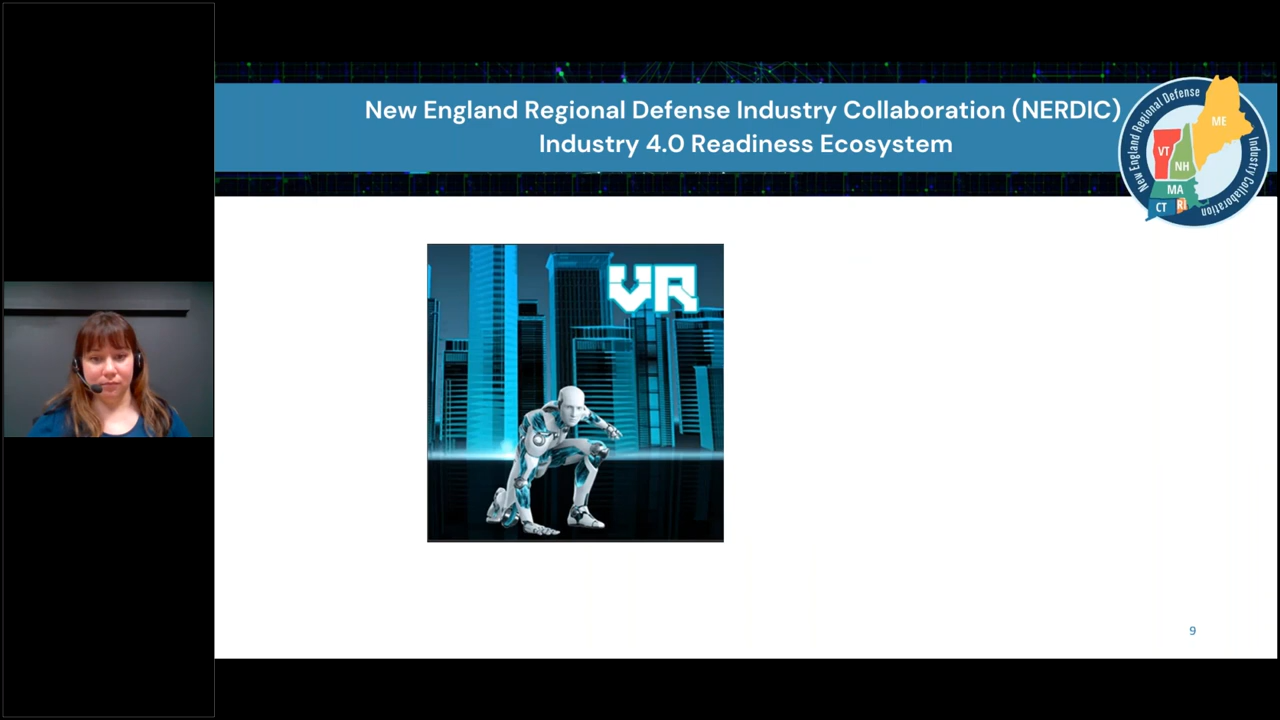 New England Regional Defense Industry Collaboration (NERDIC)
Industry 4.0 Readiness Ecosystem
New England Regional Defense
Industry Collaboration
ME
VT
NH
MA
CT
RI
VR
9